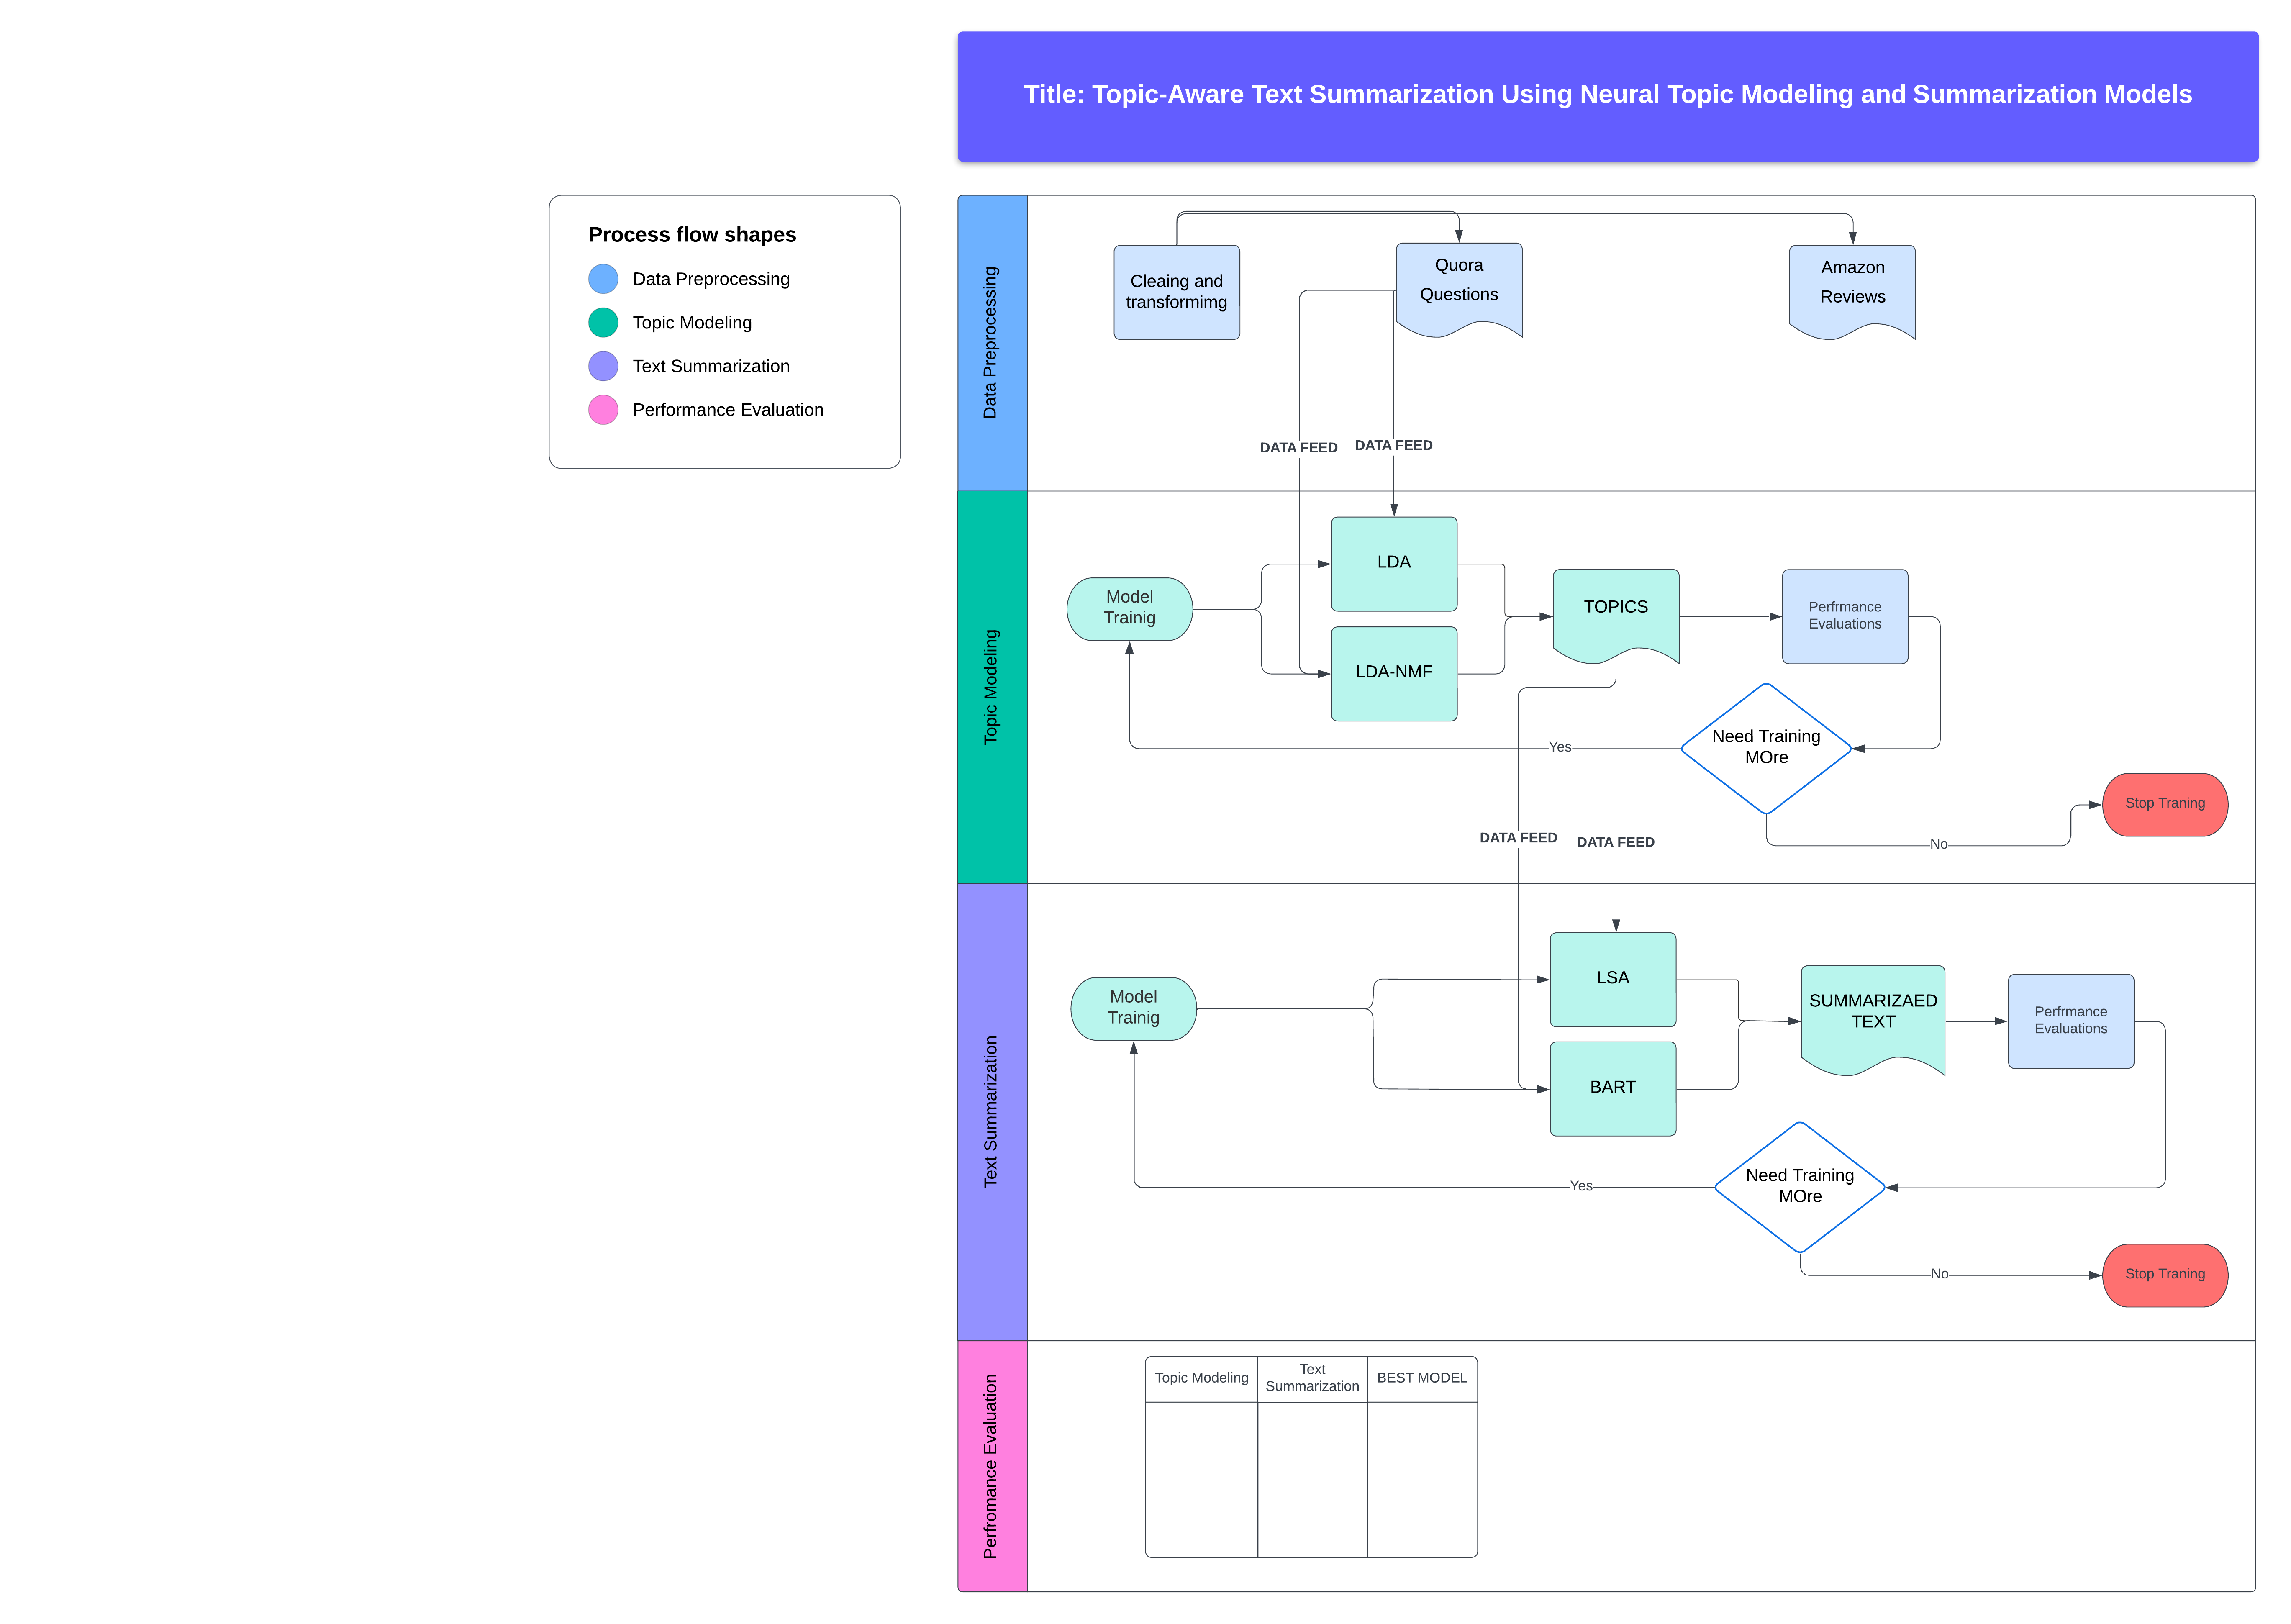 Title: Topic-Aware Text Summarization Using Neural Topic Modeling and Summarization Models
Process flow shapes
Data Preprocessing
Topic Modeling
Text Summarization
Performance Evaluation
Data Preprocessing
Cleaing and
transformimg
Quora
Questions
Amazon
Reviews
DATA FEED
DATA FEED
Topic Modeling
Model
Trainig
LDA
LDA-NMF
TOPICS
Perfrmance
Evaluations
Need Training
MOre
Yes
No
Stop Traning
DATA FEED
DATA FEED
Text Summarization
Model
Trainig
LSA
BART
SUMMARIZAED
TEXT
Perfrmance
Evaluations
Need Training
MOre
Yes
No
Stop Traning
Perfromance Evaluation
Topic Modeling
Text
Summarization
BEST MODEL